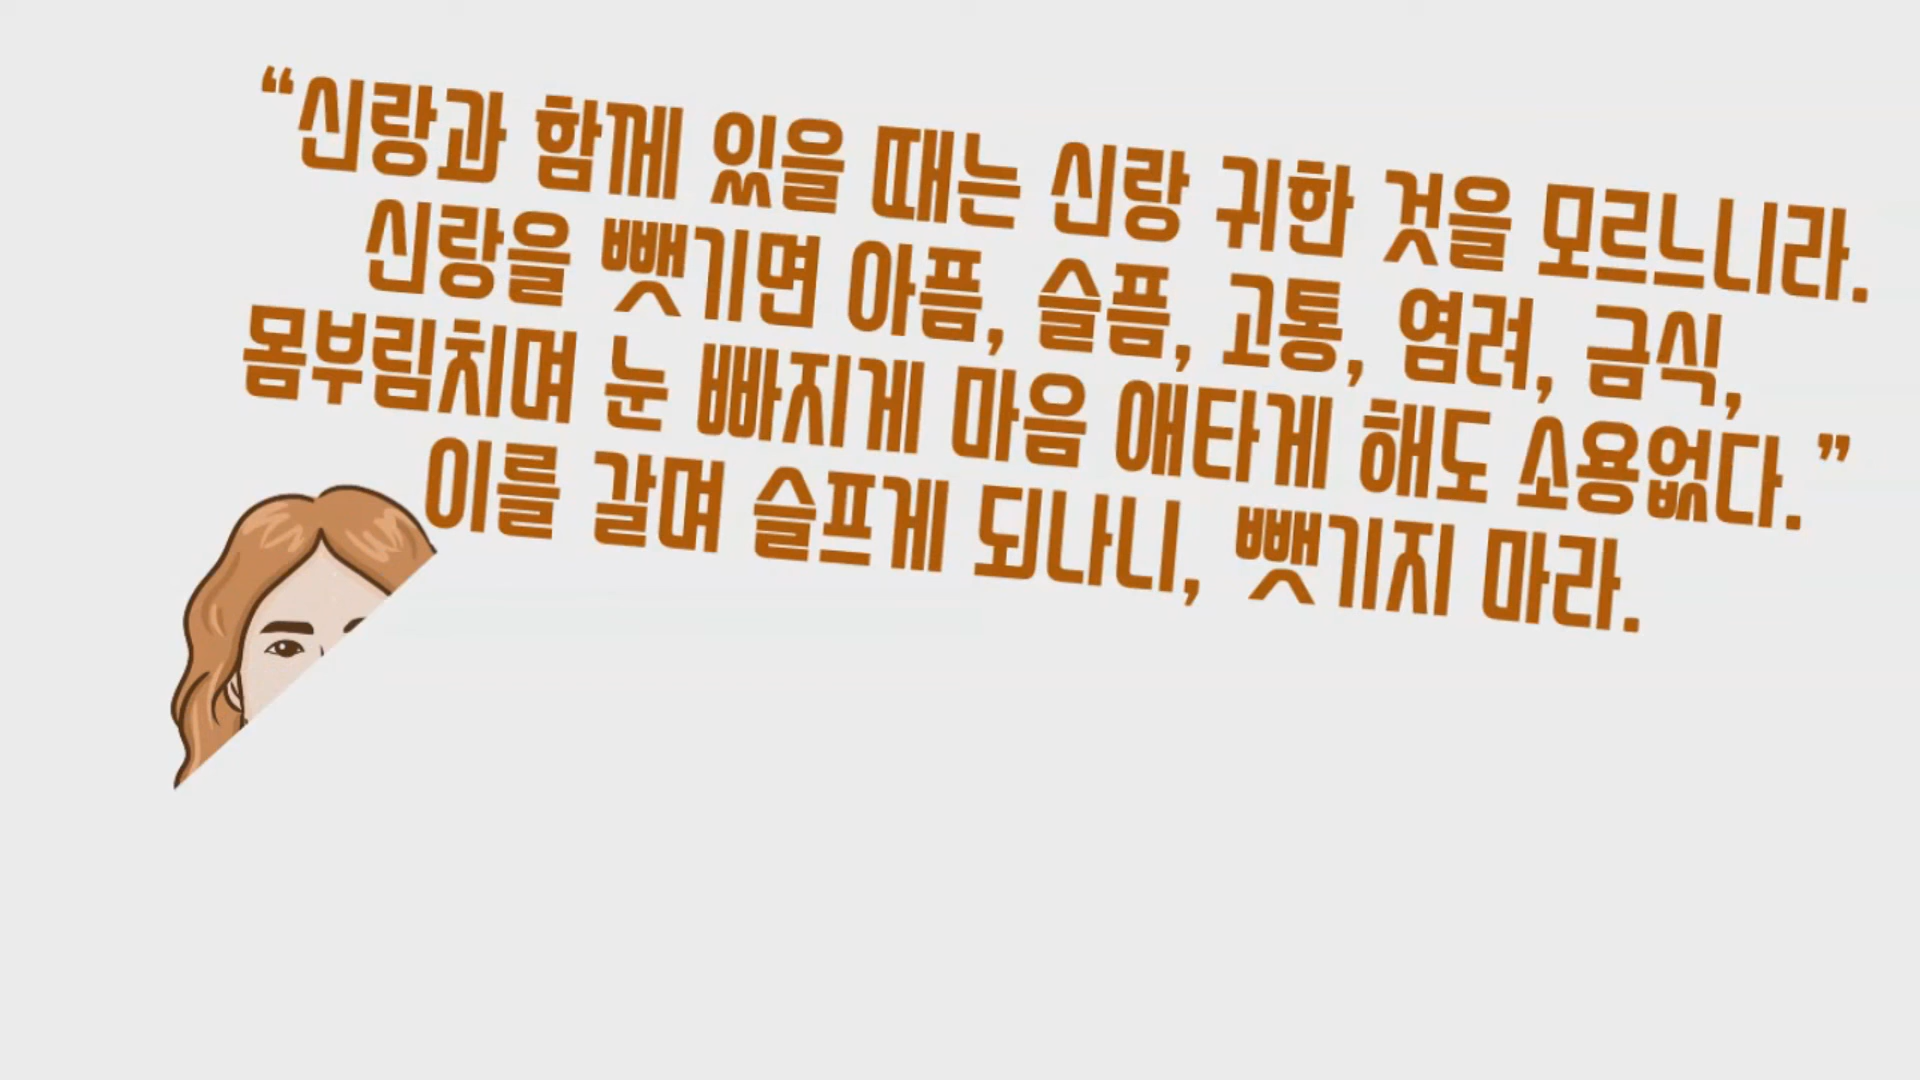 “신랑과 함께 있을 때는 신랑 귀한 것을 모르느니라.
신랑을 뺏기면 아픔, 슬픔, 고통, 염려, 금식,
몸부림치며 눈 빠지게 마음 애타게 해도 소용없다.”
이를 갈며 슬프게 되나니, 뺏기지 마라.